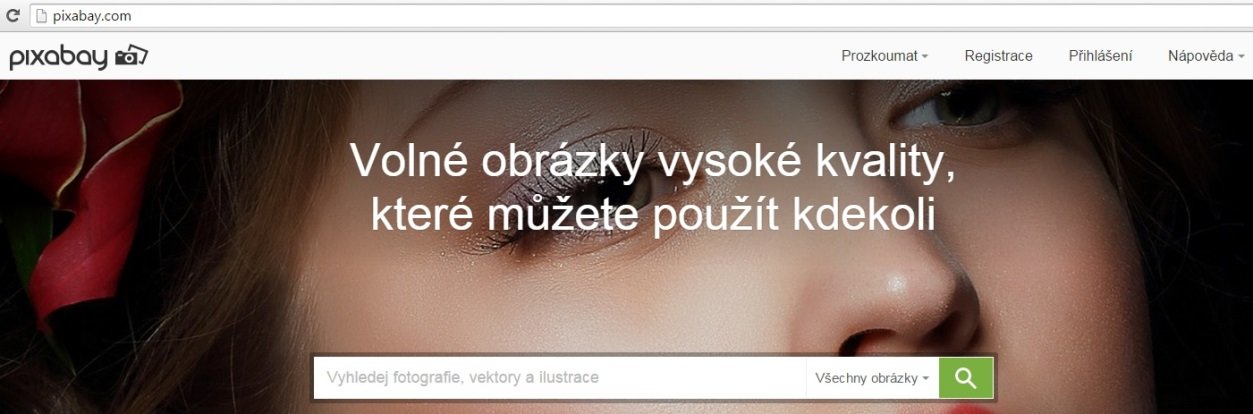 pixabay.com
pixabay
Prozkoumat Registrace Přihlášení Nápověda
Volné obrázky vysoké kvality,
které můžete použít kdekoli
Vyhledej fotografie, vektory a ilustrace Všechny obrázky